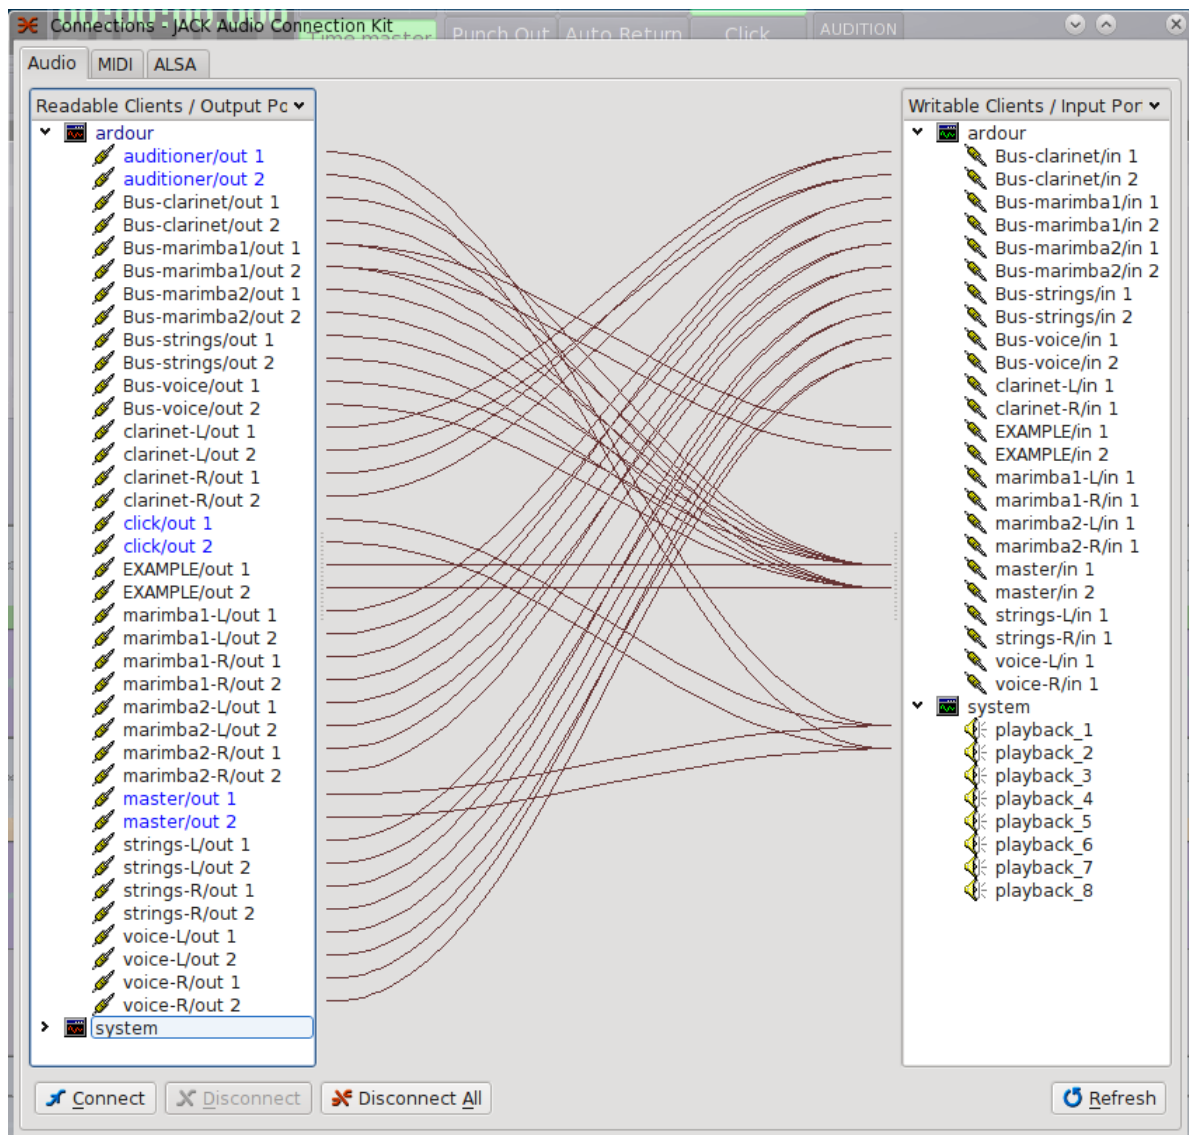 00:00:00.000
Connections - JACK Audio Connection Kit
Time master
Punch Out
Auto Return
Click
AUDITION
Audio
MIDI
ALSA
Readable Clients / Output Pc
ardour
auditioner/out 1
auditioner/out 2
Bus-clarinet/out 1
Bus-clarinet/out 2
Bus-marimba1/out 1
Bus-marimba1/out 2
Bus-marimba2/out 1
Bus-marimba2/out 2
Bus-strings/out 1
Bus-strings/out 2
Bus-voice/out 1
Bus-voice/out 2
clarinet-L/out 1
clarinet-L/out 2
clarinet-R/out 1
clarinet-R/out 2
click/out 1
click/out 2
EXAMPLE/out 1
EXAMPLE/out 2
marimba1-L/out 1
marimba1-L/out 2
marimba1-R/out 1
marimba1-R/out 2
marimba2-L/out 1
marimba2-L/out 2
marimba2-R/out 1
marimba2-R/out 2
master/out 1
master/out 2
strings-L/out 1
strings-L/out 2
strings-R/out 1
strings-R/out 2
voice-L/out 1
voice-L/out 2
voice-R/out 1
voice-R/out 2
system
Writable Clients / Input Por
ardour
Bus-clarinet/in 1
Bus-clarinet/in 2
Bus-marimba1/in 1
Bus-marimba1/in 2
Bus-marimba2/in 1
Bus-marimba2/in 2
Bus-strings/in 1
Bus-strings/in 2
Bus-voice/in 1
Bus-voice/in 2
clarinet-L/in 1
clarinet-R/in 1
EXAMPLE/in 1
EXAMPLE/in 2
marimba1-L/in 1
marimba1-R/in 1
marimba2-L/in 1
marimba2-R/in 1
master/in 1
master/in 2
strings-L/in 1
strings-R/in 1
voice-L/in 1
voice-R/in 1
system
playback_1
playback_2
playback_3
playback_4
playback_5
playback_6
playback_7
playback_8
Connect
Disconnect
Disconnect All
Refresh